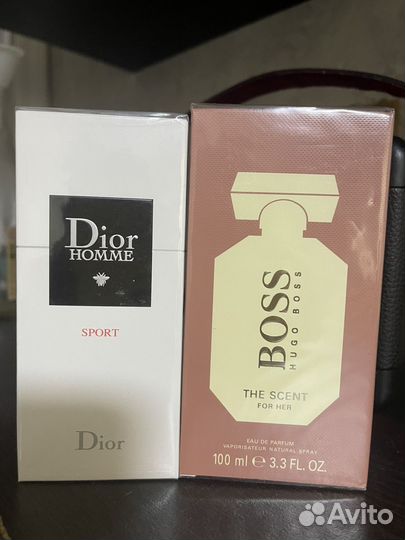 Dior
HOMME
SPORT
Dior
BOSS
HUGO BOSS
THE SCENT
FOR HER
EAU DE PARFUM
VAPORISATEUR NATURAL SPRAY
100 ml e 3.3 FL. OZ.
Avito